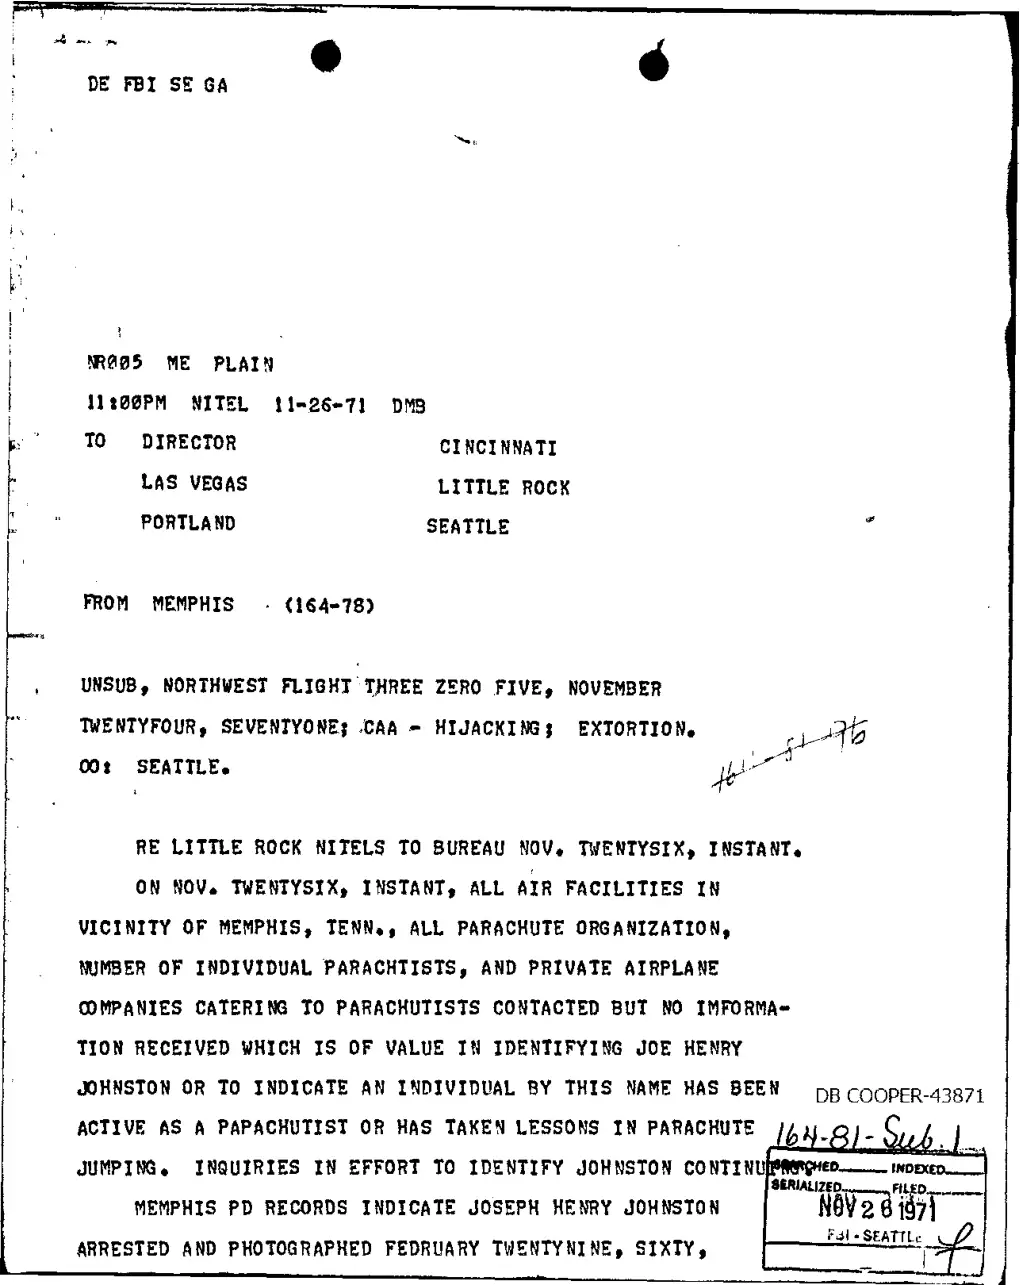 DE FBI SE GA
NR005 ME PLAIN
11:00PM NITEL 11-26-71 DMB
TO DIRECTOR CINCINNATI
LAS VEGAS LITTLE ROCK
PORTLAND SEATTLE
FROM MEMPHIS (164-78)
UNSUB, NORTHWEST FLIGHT THREE ZERO FIVE, NOVEMBER
TWENTYFOUR, SEVENTYONE; CAA - HIJACKING; EXTORTION.
OO: SEATTLE.
RE LITTLE ROCK NITELS TO BUREAU NOV. TWENTYSIX, INSTANT.
ON NOV. TWENTYSIX, INSTANT, ALL AIR FACILITIES IN
VICINITY OF MEMPHIS, TENN., ALL PARACHUTE ORGANIZATION,
NUMBER OF INDIVIDUAL PARACHTISTS, AND PRIVATE AIRPLANE
COMPANIES CATERING TO PARACHUTISTS CONTACTED BUT NO IMFORMA-
TION RECEIVED WHICH IS OF VALUE IN IDENTIFYING JOE HENRY
JOHNSTON OR TO INDICATE AN INDIVIDUAL BY THIS NAME HAS BEEN
ACTIVE AS A PAPACHUTIST OR HAS TAKEN LESSONS IN PARACHUTE
JUMPING. INQUIRIES IN EFFORT TO IDENTIFY JOHNSTON CONTINUING.
MEMPHIS PD RECORDS INDICATE JOSEPH HENRY JOHNSTON
ARRESTED AND PHOTOGRAPHED FEDRUARY TWENTYNINE, SIXTY,
DB COOPER-43871
164-81-Sub. 1
SEARCHED INDEXED
SERIALIZED FILED
NOV 26 1971
FBI - SEATTLE